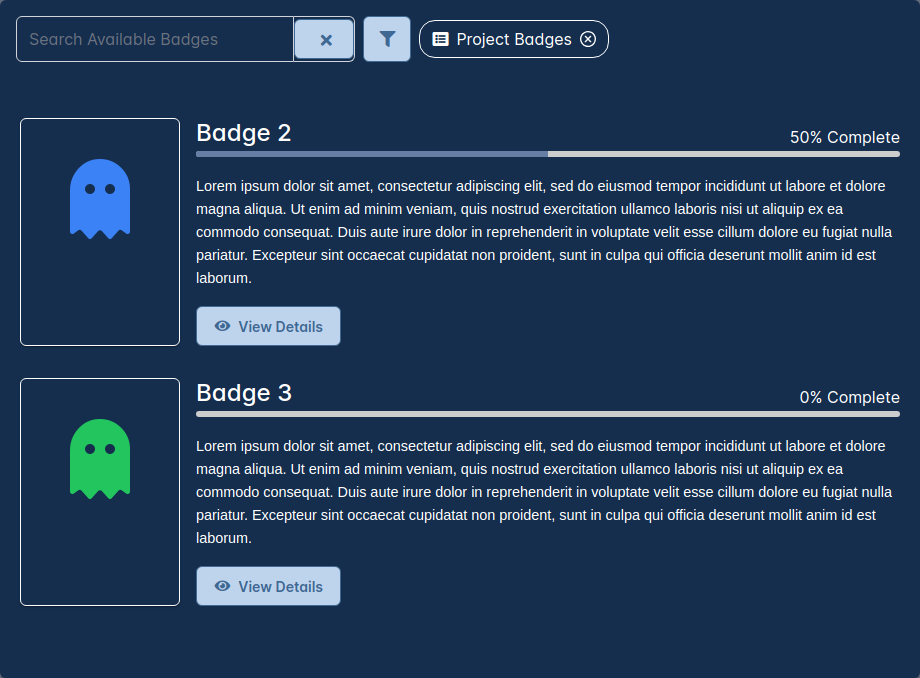 Search Available Badges
Project Badges
Badge 2
50% Complete
Lorem ipsum dolor sit amet, consectetur adipiscing elit, sed do eiusmod tempor incididunt ut labore et dolore
magna aliqua. Ut enim ad minim veniam, quis nostrud exercitation ullamco laboris nisi ut aliquip ex ea
commodo consequat. Duis aute irure dolor in reprehenderit in voluptate velit esse cillum dolore eu fugiat nulla
pariatur. Excepteur sint occaecat cupidatat non proident, sunt in culpa qui officia deserunt mollit anim id est
laborum.
View Details
Badge 3
0% Complete
Lorem ipsum dolor sit amet, consectetur adipiscing elit, sed do eiusmod tempor incididunt ut labore et dolore
magna aliqua. Ut enim ad minim veniam, quis nostrud exercitation ullamco laboris nisi ut aliquip ex ea
commodo consequat. Duis aute irure dolor in reprehenderit in voluptate velit esse cillum dolore eu fugiat nulla
pariatur. Excepteur sint occaecat cupidatat non proident, sunt in culpa qui officia deserunt mollit anim id est
laborum.
View Details